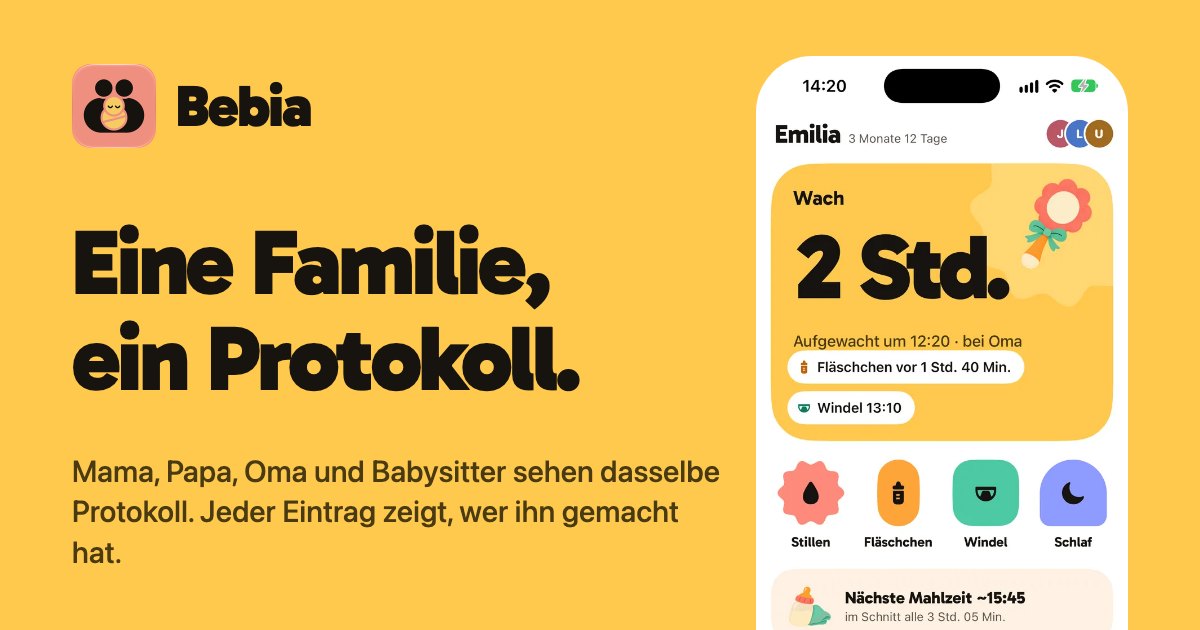 Bebia
Eine Familie,
ein Protokoll.
Mama, Papa, Oma und Babysitter sehen dasselbe
Protokoll. Jeder Eintrag zeigt, wer ihn gemacht
hat.
14:20
Emilia 3 Monate 12 Tage
J L U
Wach
2 Std.
Aufgewacht um 12:20 · bei Oma
Fläschchen vor 1 Std. 40 Min.
Windel 13:10
Stillen Fläschchen Windel Schlaf
Nächste Mahlzeit ~15:45
im Schnitt alle 3 Std. 05 Min.